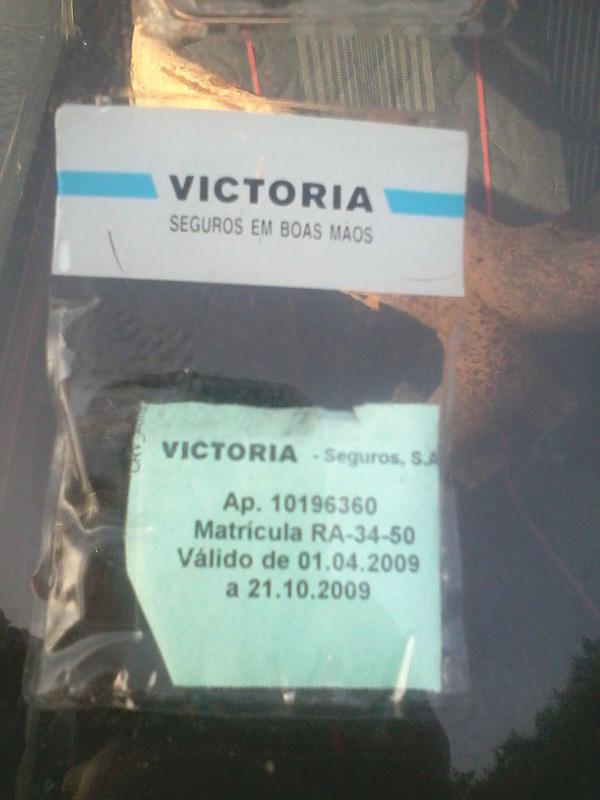 VICTORIA
SEGUROS EM BOAS MÃOS
VICTORIA - Seguros, S.A
Ap. 10196360
Matrícula RA-34-50
Válido de 01.04.2009
a 21.10.2009